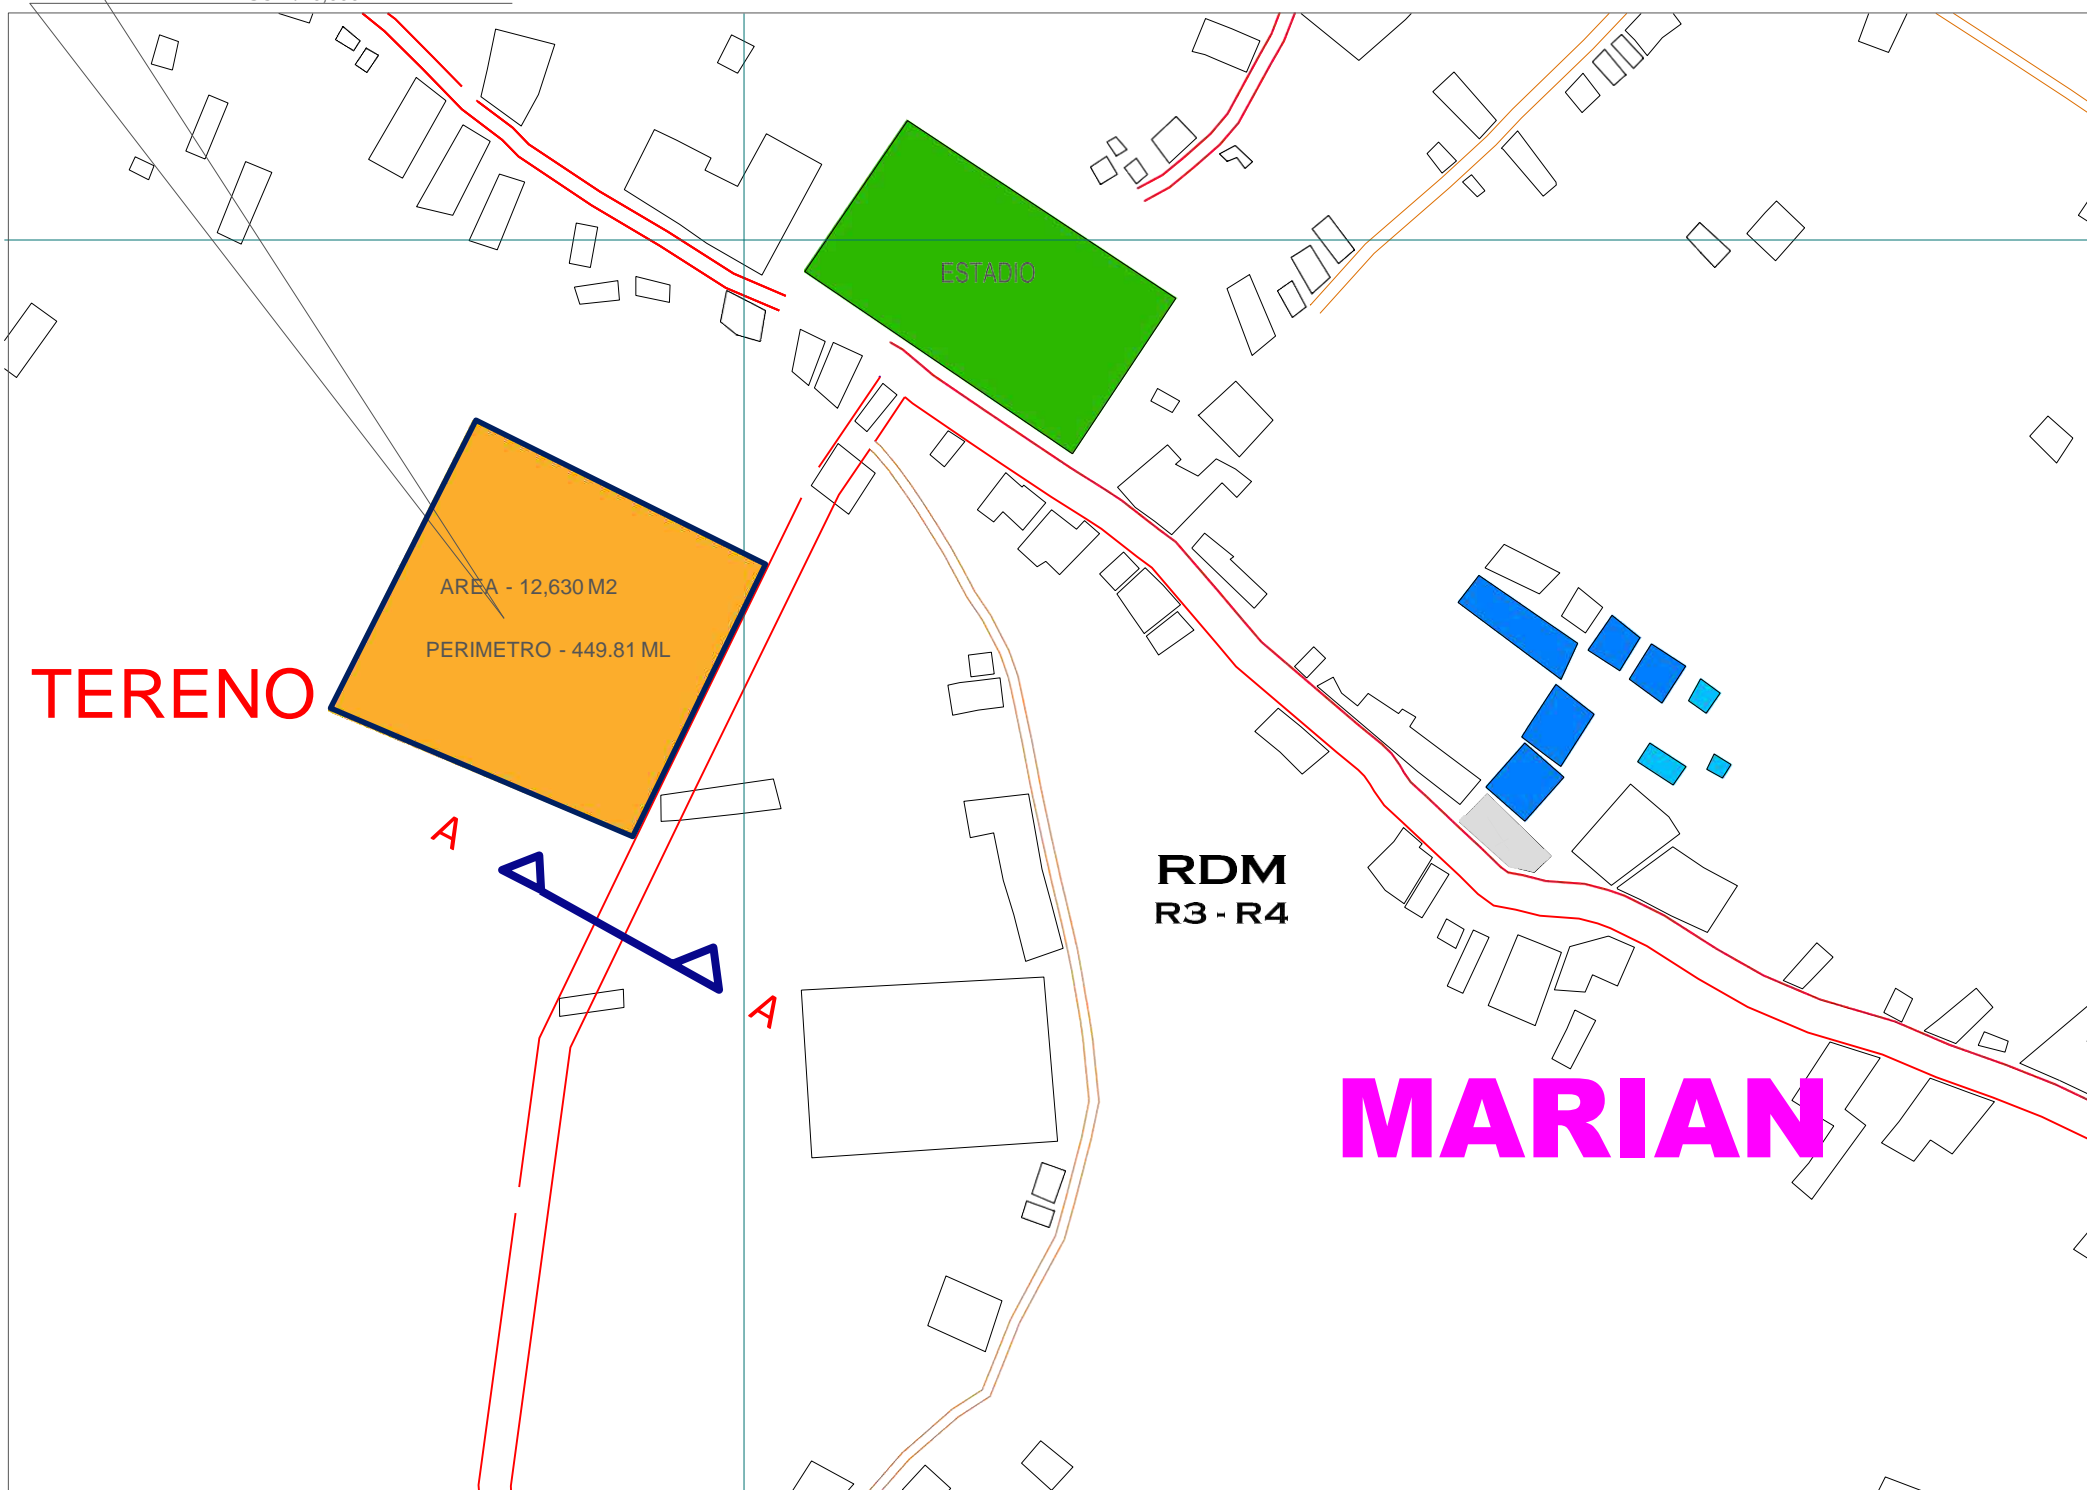 ESTADIO
AREA - 12,630 M2
PERIMETRO - 449.81 ML
TERENO
A
A
RDM
R3 - R4
MARIAN